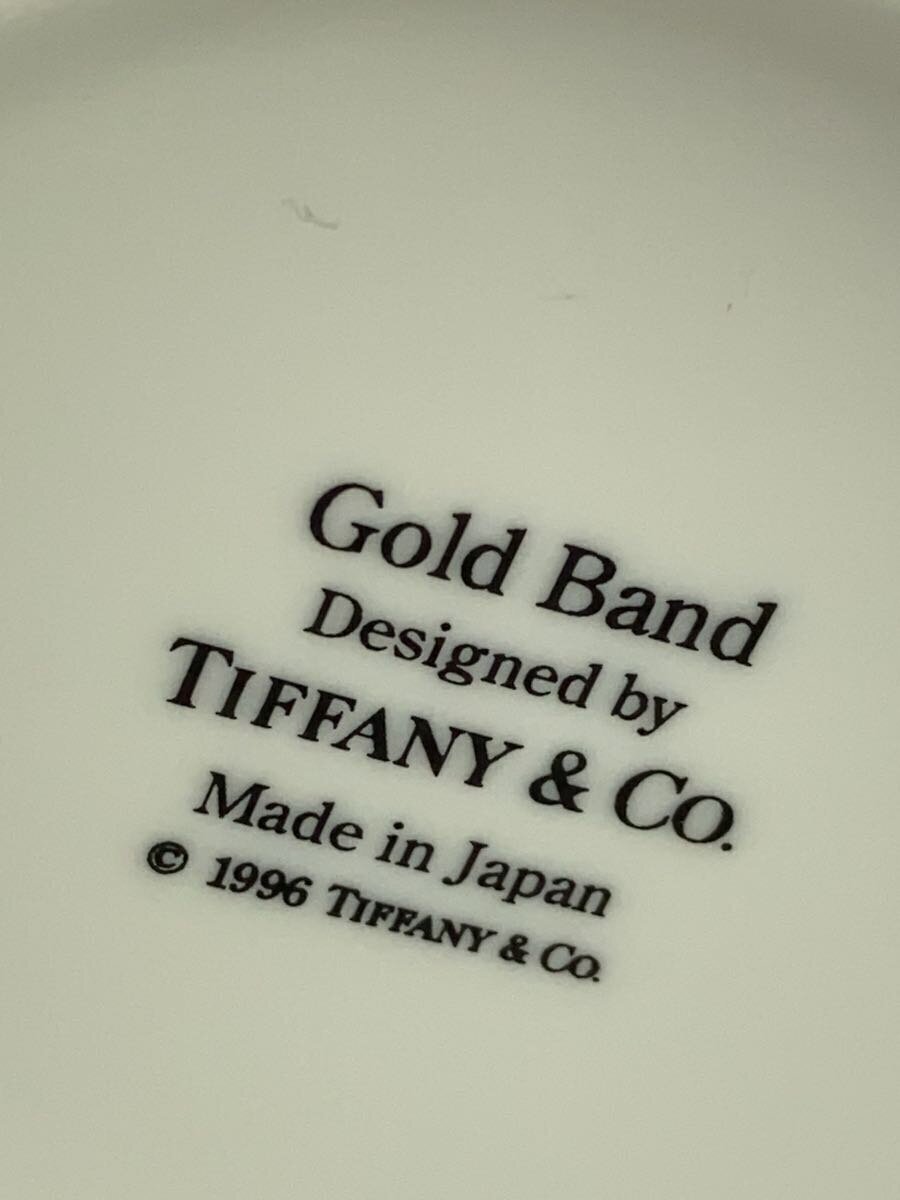 Gold Band
Designed by
TIFFANY & CO.
Made in Japan
© 1996 TIFFANY & CO.